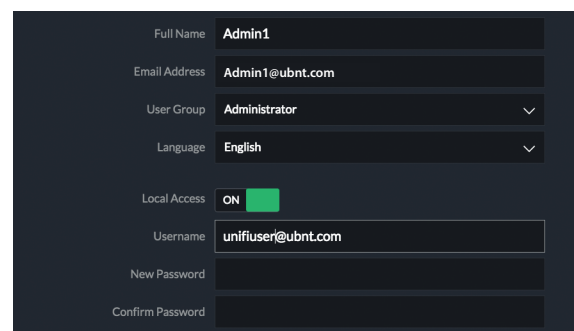 Full Name Admin1
Email Address Admin1@ubnt.com
User Group Administrator
Language English
Local Access ON
Username unifiuser@ubnt.com
New Password
Confirm Password